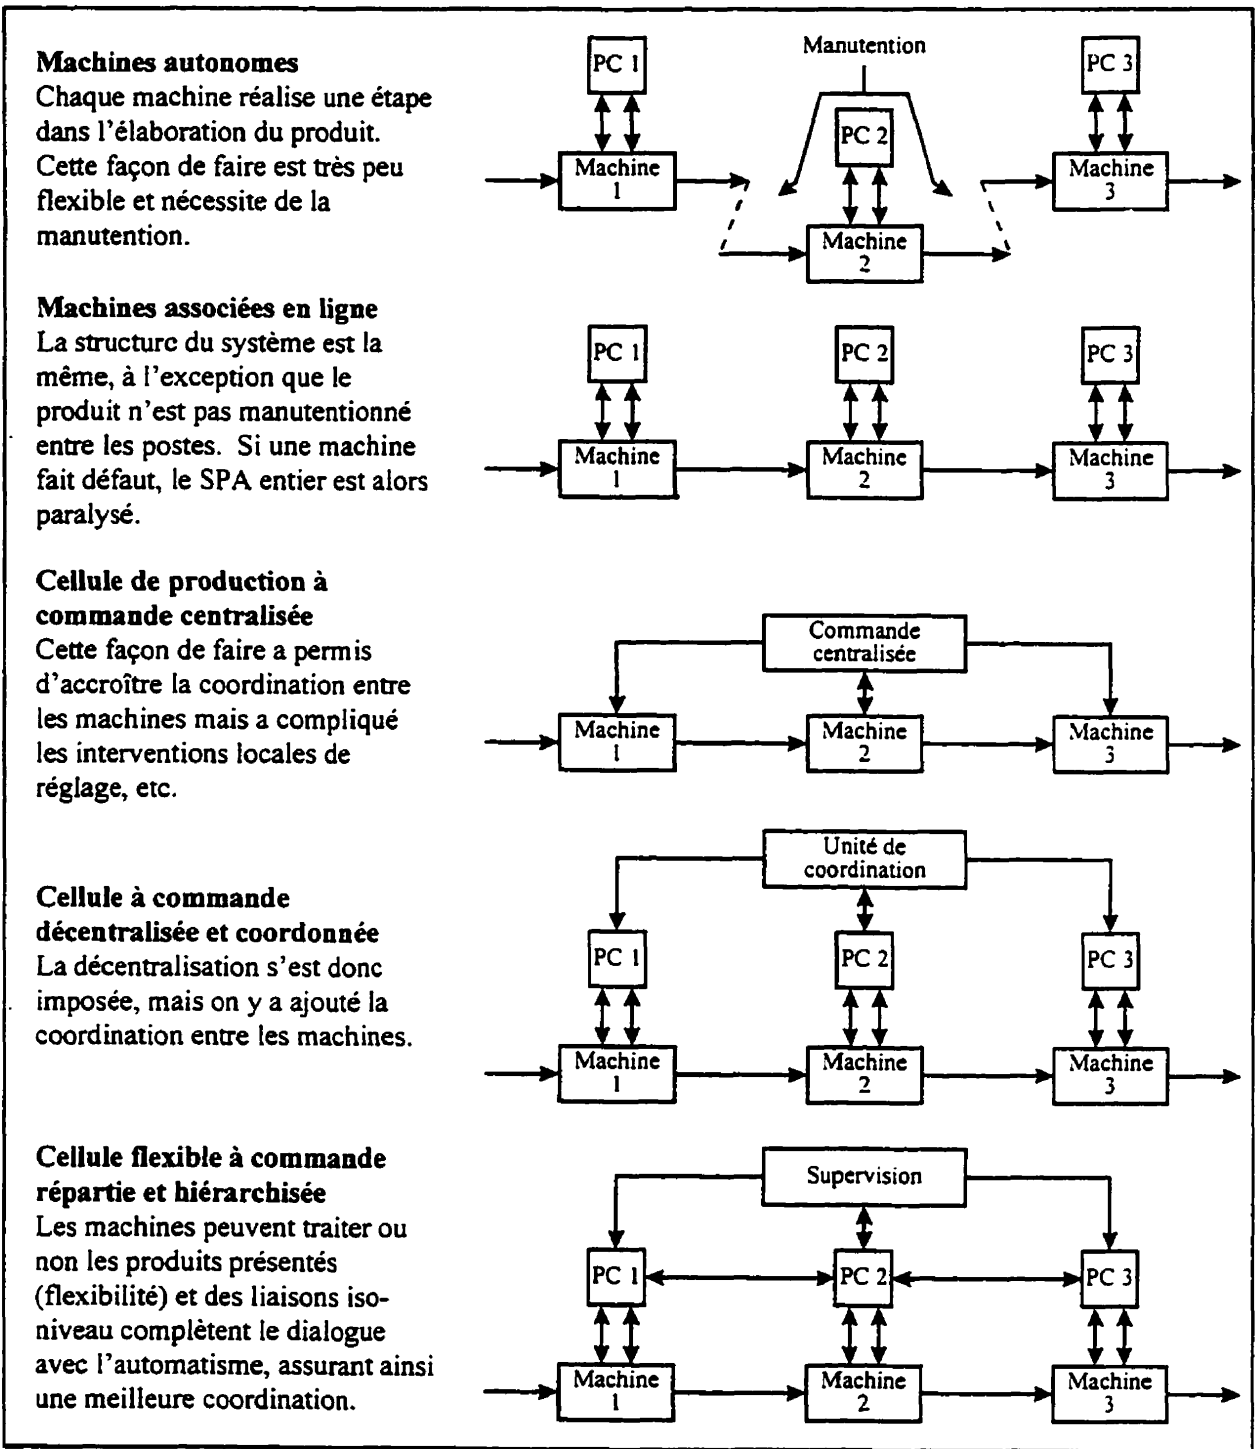 Machines autonomes
Chaque machine réalise une étape
dans l'élaboration du produit.
Cette façon de faire est très peu
flexible et nécessite de la
manutention.
Manutention
PC 1
PC 2
PC 3
Machine
1
Machine
2
Machine
3
Machines associées en ligne
La structure du système est la
même, à l'exception que le
produit n'est pas manutentionné
entre les postes. Si une machine
fait défaut, le SPA entier est alors
paralysé.
PC 1
PC 2
PC 3
Machine
1
Machine
2
Machine
3
Cellule de production à
commande centralisée
Cette façon de faire a permis
d'accroître la coordination entre
les machines mais a compliqué
les interventions locales de
réglage, etc.
Commande
centralisée
Machine
1
Machine
2
Machine
3
Cellule à commande
décentralisée et coordonnée
La décentralisation s'est donc
imposée, mais on y a ajouté la
coordination entre les machines.
Unité de
coordination
PC 1
PC 2
PC 3
Machine
1
Machine
2
Machine
3
Cellule flexible à commande
répartie et hiérarchisée
Les machines peuvent traiter ou
non les produits présentés
(flexibilité) et des liaisons iso-
niveau complètent le dialogue
avec l'automatisme, assurant ainsi
une meilleure coordination.
Supervision
PC 1
PC 2
PC 3
Machine
1
Machine
2
Machine
3